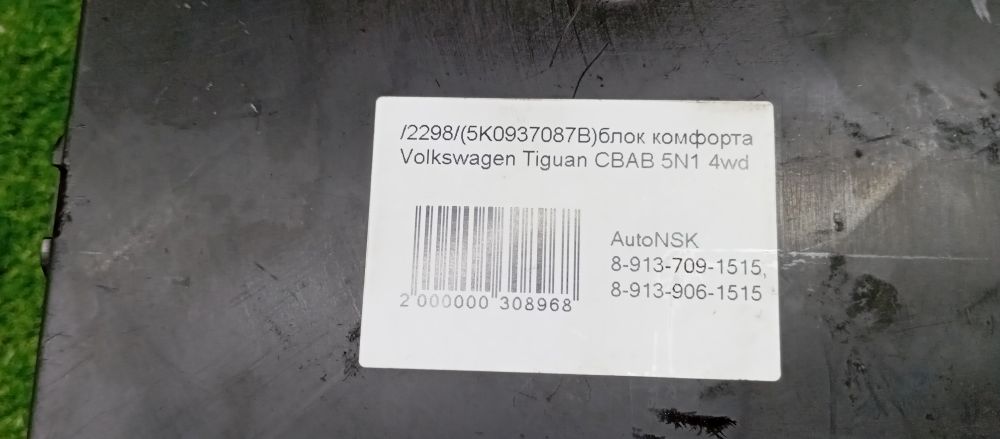 /2298/(5K0937087B)блок комфорта
Volkswagen Tiguan CBAB 5N1 4wd
AutoNSK
8-913-709-1515,
8-913-906-1515
2 000000 308968